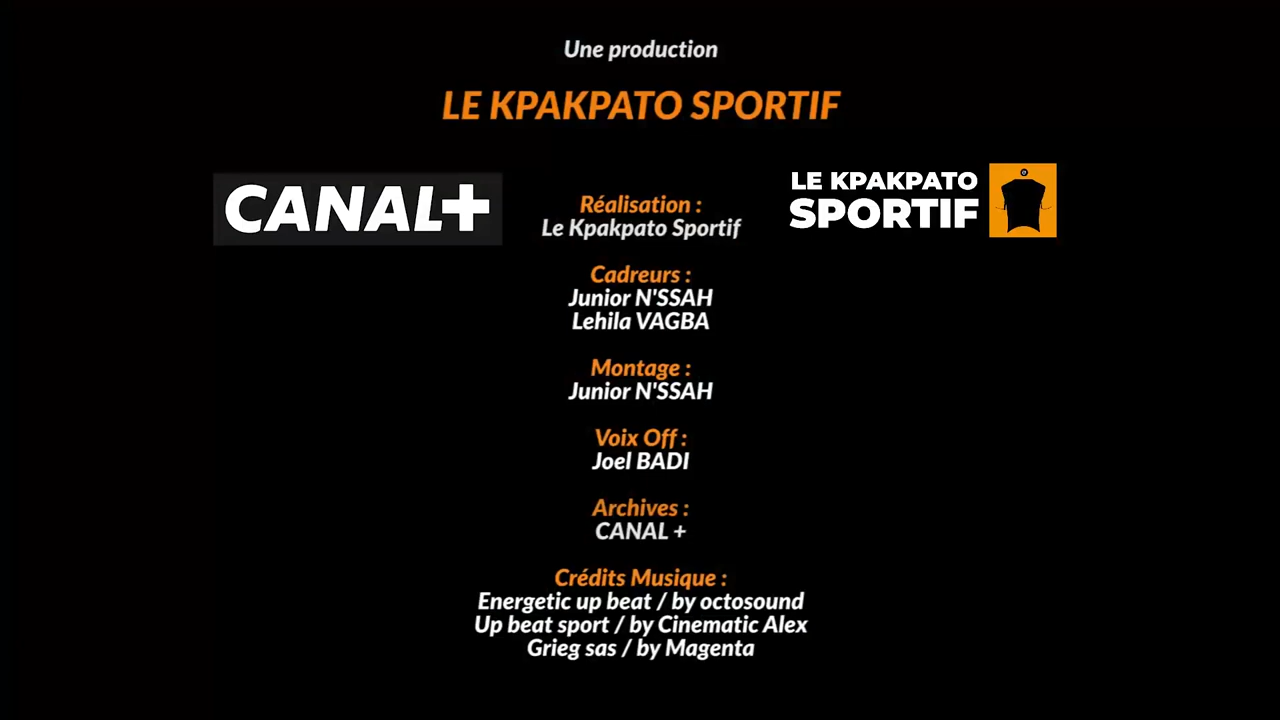 Une production
LE KPAKPATO SPORTIF
CANAL+
LE KPAKPATO
SPORTIF
Réalisation :
Le Kpakpato Sportif
Cadreurs :
Junior N'SSAH
Lehila VAGBA
Montage :
Junior N'SSAH
Voix Off :
Joel BADI
Archives :
CANAL +
Crédits Musique :
Energetic up beat / by octosound
Up beat sport / by Cinematic Alex
Grieg sas / by Magenta